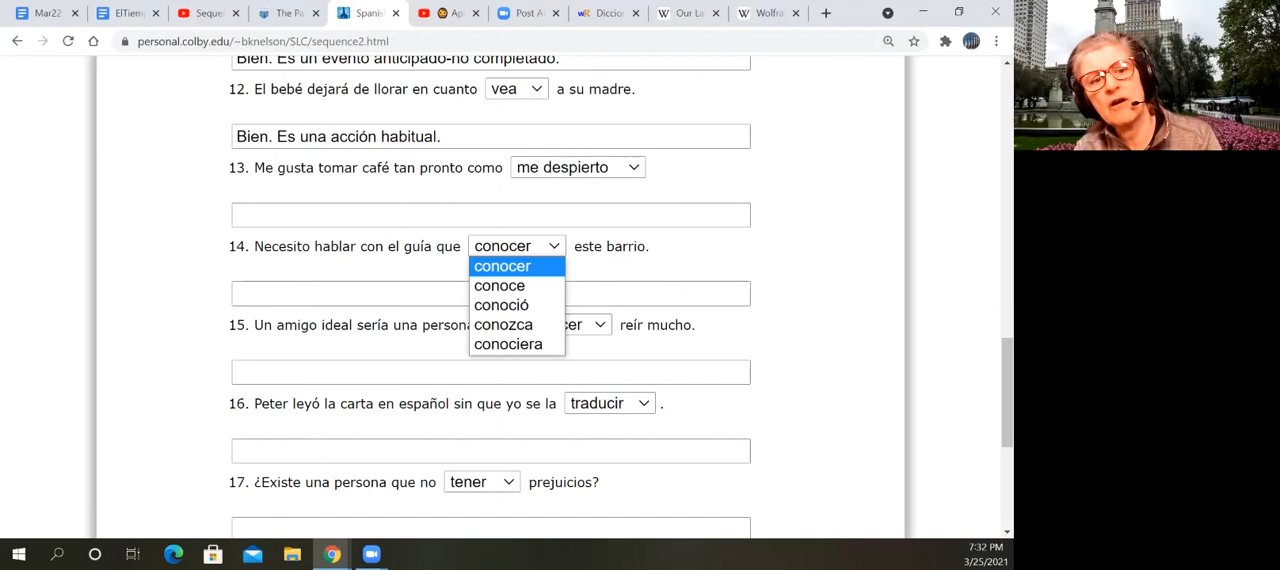 Mar22
ElTiemp
Sequen
The Pa
Spanis
Ap
Post A
Diccion
Our La
Wolfra
personal.colby.edu/~bknelson/SLC/sequence2.html
Bien. Es un evento anticipado-no completado.
12. El bebé dejará de llorar en cuanto vea a su madre.
Bien. Es una acción habitual.
13. Me gusta tomar café tan pronto como me despierto
14. Necesito hablar con el guía que conocer este barrio.
conocer
conoce
conoció
conozca
conociera
15. Un amigo ideal sería una persona cer reír mucho.
16. Peter leyó la carta en español sin que yo se la traducir .
17. ¿Existe una persona que no tener prejuicios?
7:32 PM
3/25/2021